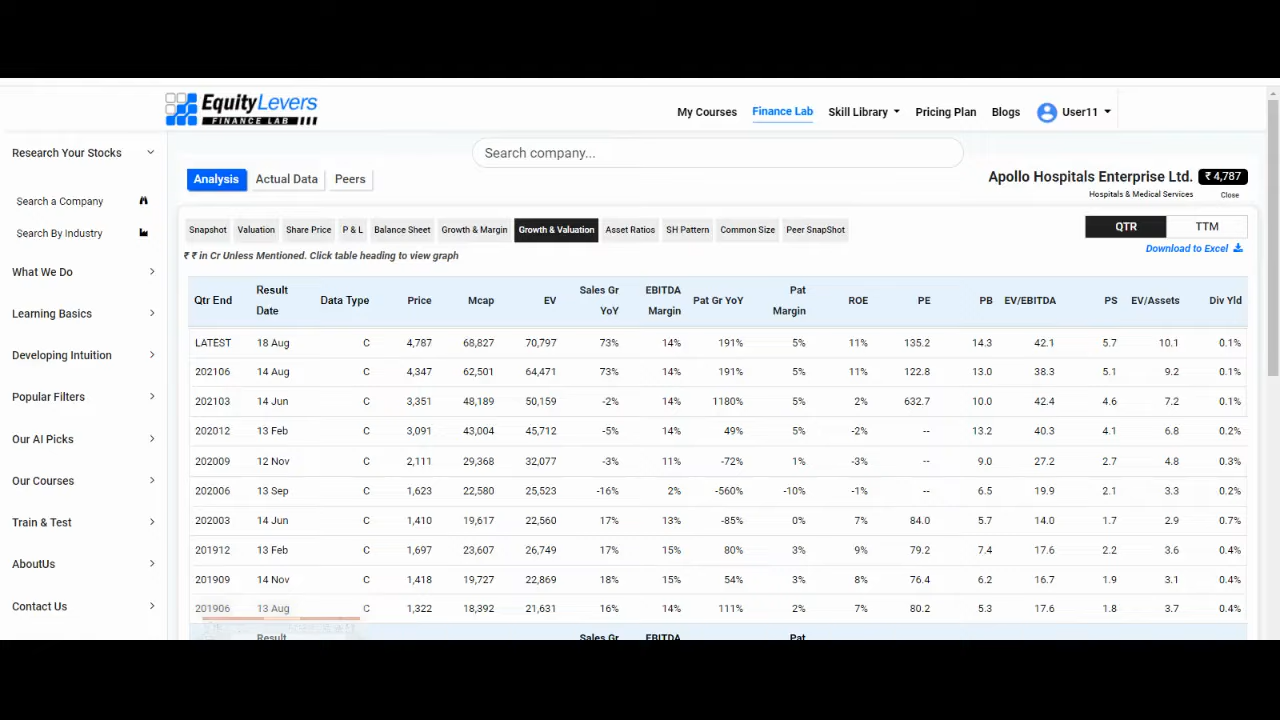 EquityLevers
FINANCE LAB
My Courses Finance Lab Skill Library Pricing Plan Blogs User11
Research Your Stocks
Search a Company
Search By Industry
What We Do
Learning Basics
Developing Intuition
Popular Filters
Our AI Picks
Our Courses
Train & Test
AboutUs
Contact Us
Search company...
Analysis Actual Data Peers
Apollo Hospitals Enterprise Ltd. ₹ 4,787
Hospitals & Medical Services Close
Snapshot Valuation Share Price P & L Balance Sheet Growth & Margin Growth & Valuation Asset Ratios SH Pattern Common Size Peer SnapShot
QTR TTM
Download to Excel
₹ ₹ in Cr Unless Mentioned. Click table heading to view graph
Qtr End Result Date Data Type Price Mcap EV Sales Gr YoY EBITDA Margin Pat Gr YoY Pat Margin ROE PE PB EV/EBITDA PS EV/Assets Div Yld
LATEST 18 Aug C 4,787 68,827 70,797 73% 14% 191% 5% 11% 135.2 14.3 42.1 5.7 10.1 0.1%
202106 14 Aug C 4,347 62,501 64,471 73% 14% 191% 5% 11% 122.8 13.0 38.3 5.1 9.2 0.1%
202103 14 Jun C 3,351 48,189 50,159 -2% 14% 1180% 5% 2% 632.7 10.0 42.4 4.6 7.2 0.1%
202012 13 Feb C 3,091 43,004 45,712 -5% 14% 49% 5% -2% -- 13.2 40.3 4.1 6.8 0.2%
202009 12 Nov C 2,111 29,368 32,077 -3% 11% -72% 1% -3% -- 9.0 27.2 2.7 4.8 0.3%
202006 13 Sep C 1,623 22,580 25,523 -16% 2% -560% -10% -1% -- 6.5 19.9 2.1 3.3 0.2%
202003 14 Jun C 1,410 19,617 22,560 17% 13% -85% 0% 7% 84.0 5.7 14.0 1.7 2.9 0.7%
201912 13 Feb C 1,697 23,607 26,749 17% 15% 80% 3% 9% 79.2 7.4 17.6 2.2 3.6 0.4%
201909 14 Nov C 1,418 19,727 22,869 18% 15% 54% 3% 8% 76.4 6.2 16.7 1.9 3.1 0.4%
201906 13 Aug C 1,322 18,392 21,631 16% 14% 111% 2% 7% 80.2 5.3 17.6 1.8 3.7 0.4%
Result Sales Gr EBITDA Pat